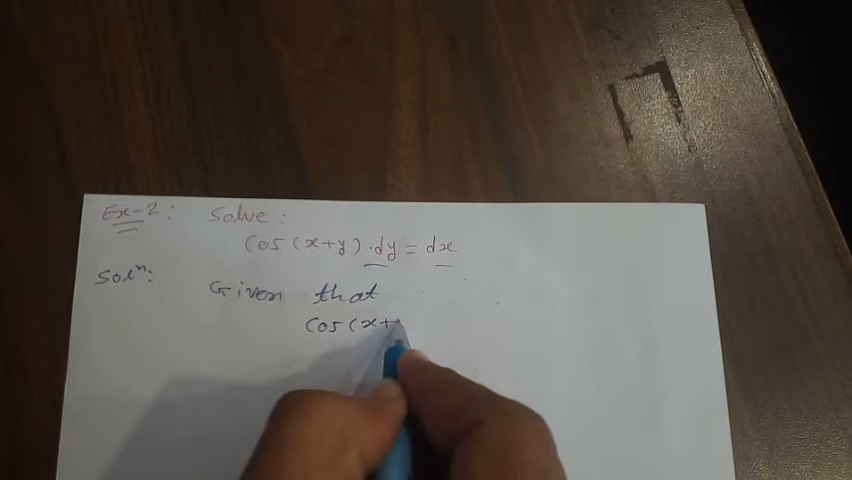 Ex-2: Solve:
Cos(x+y).dy = dx
Solⁿ: Given that
Cos(x+